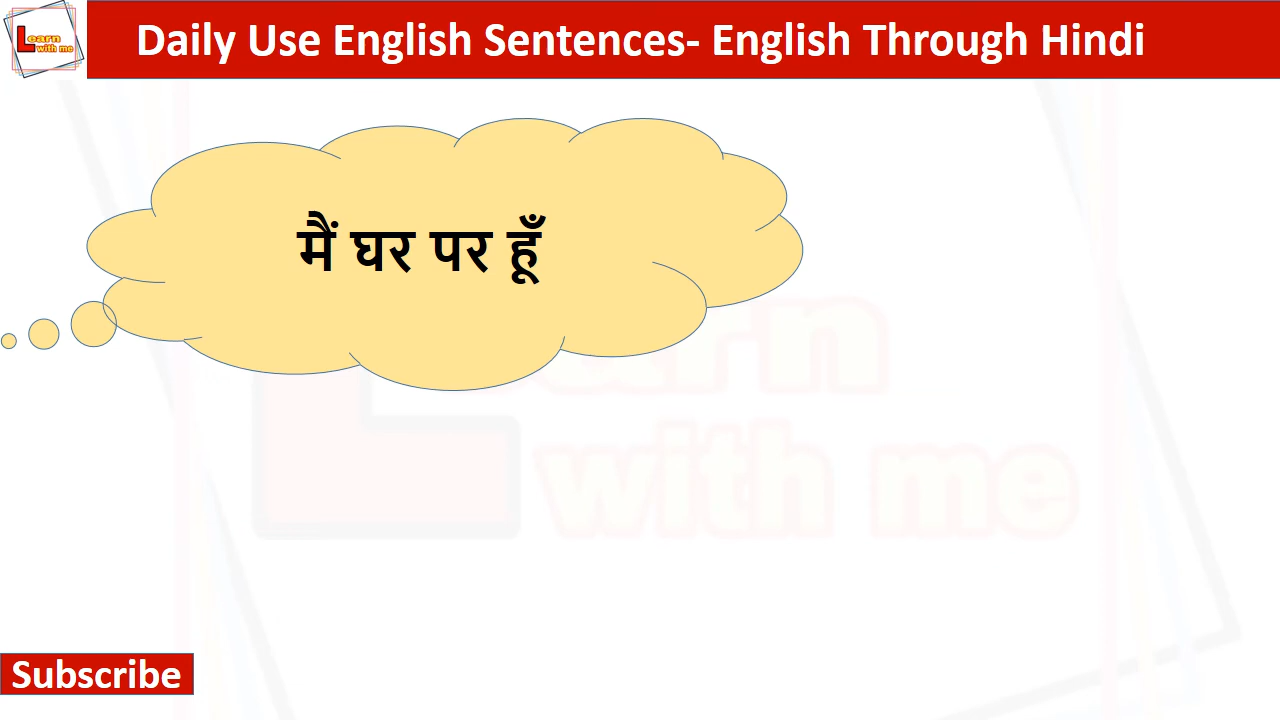 Learn
with me
Daily Use English Sentences- English Through Hindi
मैं घर पर हूँ
Learn
with me
Subscribe